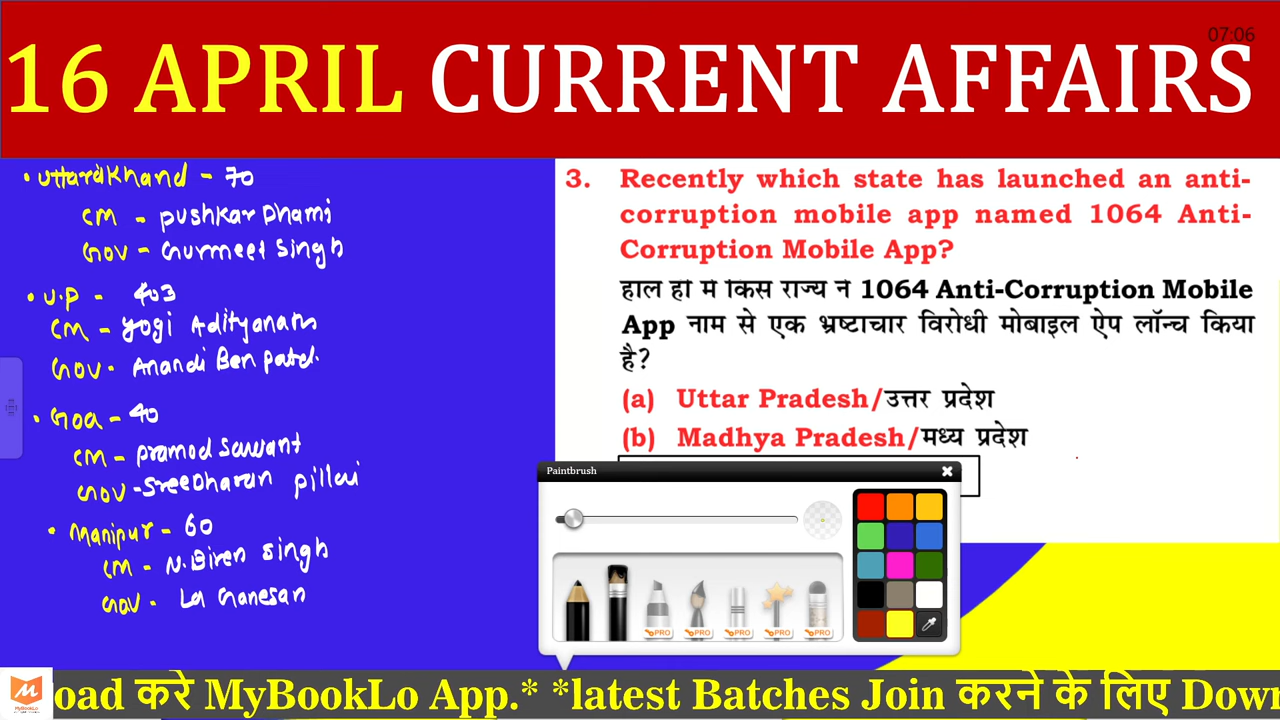 07:06
16 APRIL CURRENT AFFAIRS
• Uttarakhand - 70
CM - Pushkar Dhami
Gov - Gurmeet Singh
• U.P - 403
CM - Yogi Adityanath
Gov - Anandi Ben Patel.
• Goa - 40
CM - Pramod Sawant
Gov - Sreedharan Pillai
• Manipur - 60
CM - N. Biren Singh
Gov - La Ganesan
3. Recently which state has launched an anti-
corruption mobile app named 1064 Anti-
Corruption Mobile App?
हाल ही में किस राज्य ने 1064 Anti-Corruption Mobile
App नाम से एक भ्रष्टाचार विरोधी मोबाइल ऐप लॉन्च किया
है?
(a) Uttar Pradesh/उत्तर प्रदेश
(b) Madhya Pradesh/मध्य प्रदेश
Paintbrush
PRO PRO PRO PRO PRO
MyBookLo
oad करे MyBookLo App.* *latest Batches Join करने के लिए Down